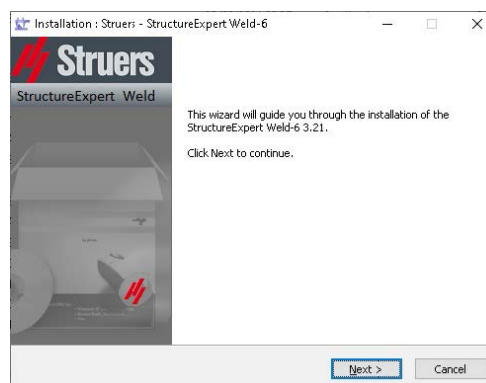 Installation : Struers - StructureExpert Weld-6
Struers
StructureExpert Weld
This wizard will guide you through the installation of the
StructureExpert Weld-6 3.21.
Click Next to continue.
Next >
Cancel